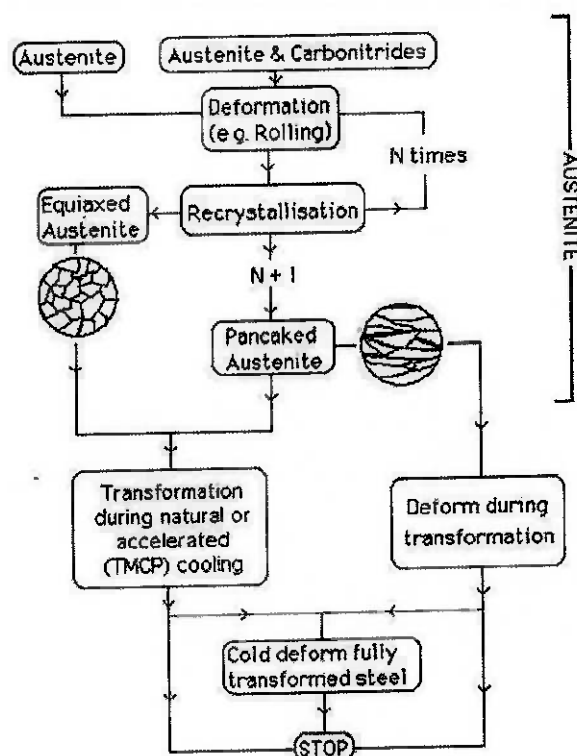 Austenite
Austenite & Carbonitrides
Deformation
(e.g. Rolling)
N times
Equiaxed
Austenite
Recrystallisation
N + 1
Pancaked
Austenite
AUSTENITE
Transformation
during natural or
accelerated
(TMCP) cooling
Deform during
transformation
Cold deform fully
transformed steel
STOP